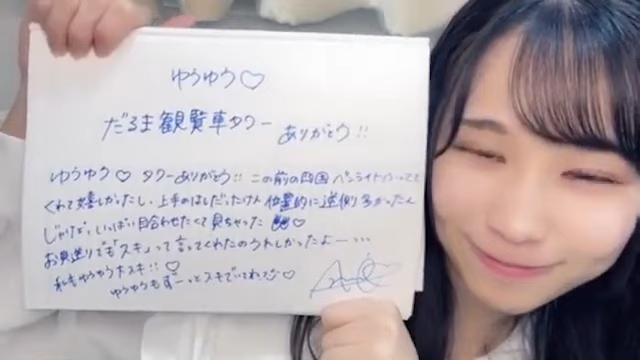 ゆうゆう♡
だるま観覧車タワー ありがとう!!
ゆうゆう♡ タワーありがとう!! この前の四国 ペンライトリンーってて
くれて嬉しかったし、上手のはしだったけん位置的に逆側多かったん
じゃけど、いっぱい目合わせたくて見ちゃった♡
お見送りでも「スキ」って言ってくれたのうれしかったよー…
私もゆうゆう大スキ!!♡
ゆうゆうもずーっとスキでいてね♡